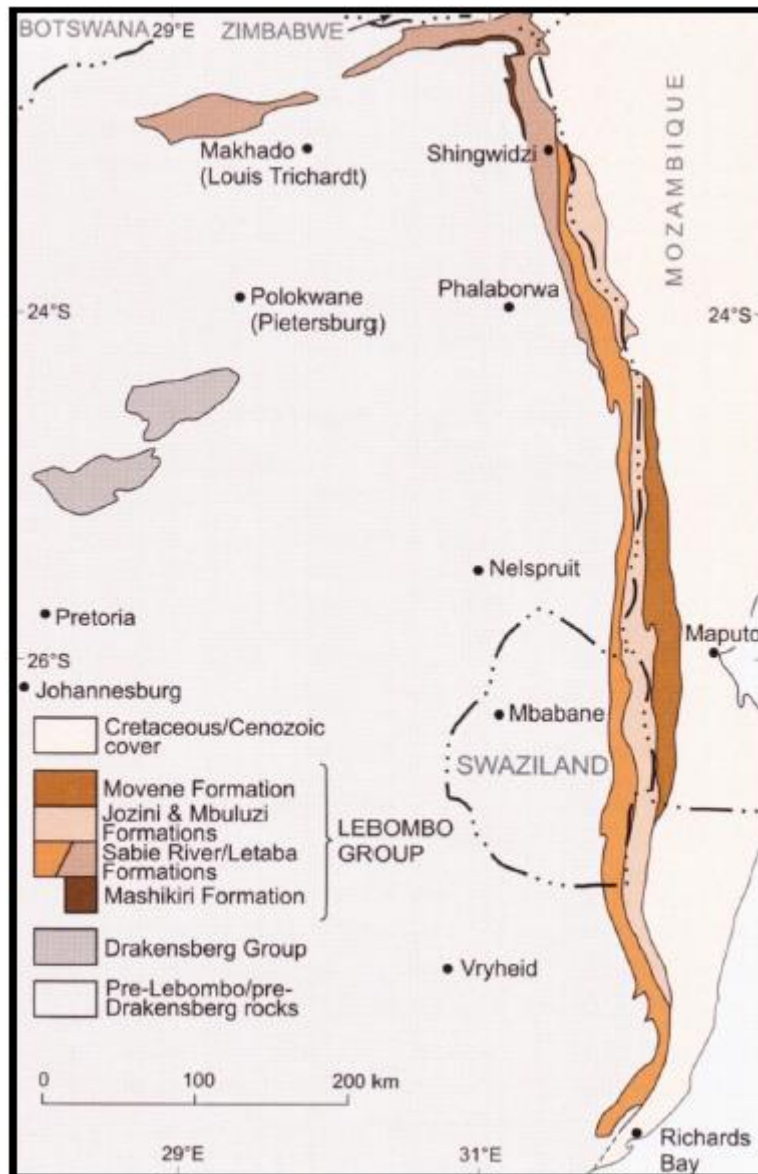 BOTSWANA 29°E ZIMBABWE
MOZAMBIQUE
Makhado
(Louis Trichardt)
Shingwidzi
Polokwane
(Pietersburg)
Phalaborwa
24°S
24°S
Nelspruit
Pretoria
Maputo
26°S
Johannesburg
Mbabane
SWAZILAND
Cretaceous/Cenozoic
cover
Movene Formation
Jozini & Mbuluzi
Formations
Sabie River/Letaba
Formations
Mashikiri Formation
LEBOMBO
GROUP
Drakensberg Group
Pre-Lebombo/pre-
Drakensberg rocks
Vryheid
0 100 200 km
29°E
31°E
Richards
Bay